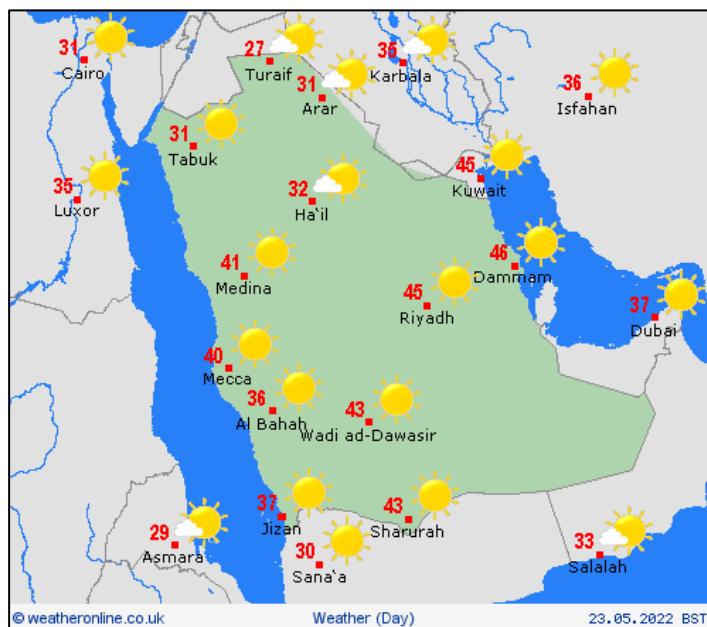 31
Cairo
27
Turaif
35
Karbala
31
Arar
36
Isfahan
31
Tabuk
35
Luxor
32
Ha`il
45
Kuwait
41
Medina
45
Riyadh
46
Dammam
37
Dubai
40
Mecca
36
Al Bahah
43
Wadi ad-Dawasir
37
Jizan
43
Sharurah
29
Asmara
30
Sana`a
33
Salalah
© weatheronline.co.uk Weather (Day) 23.05.2022 BST